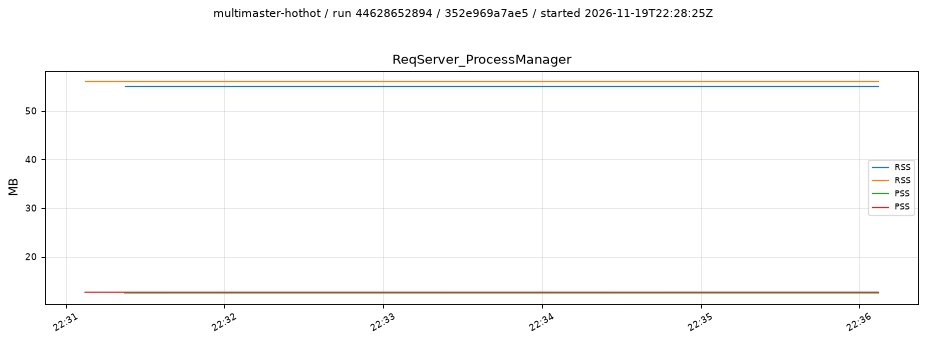 multimaster-hothot / run 44628652894 / 352e969a7ae5 / started 2026-11-19T22:28:25Z
ReqServer_ProcessManager
MB
50
40
30
20
RSS
RSS
PSS
PSS
22:31
22:32
22:33
22:34
22:35
22:36